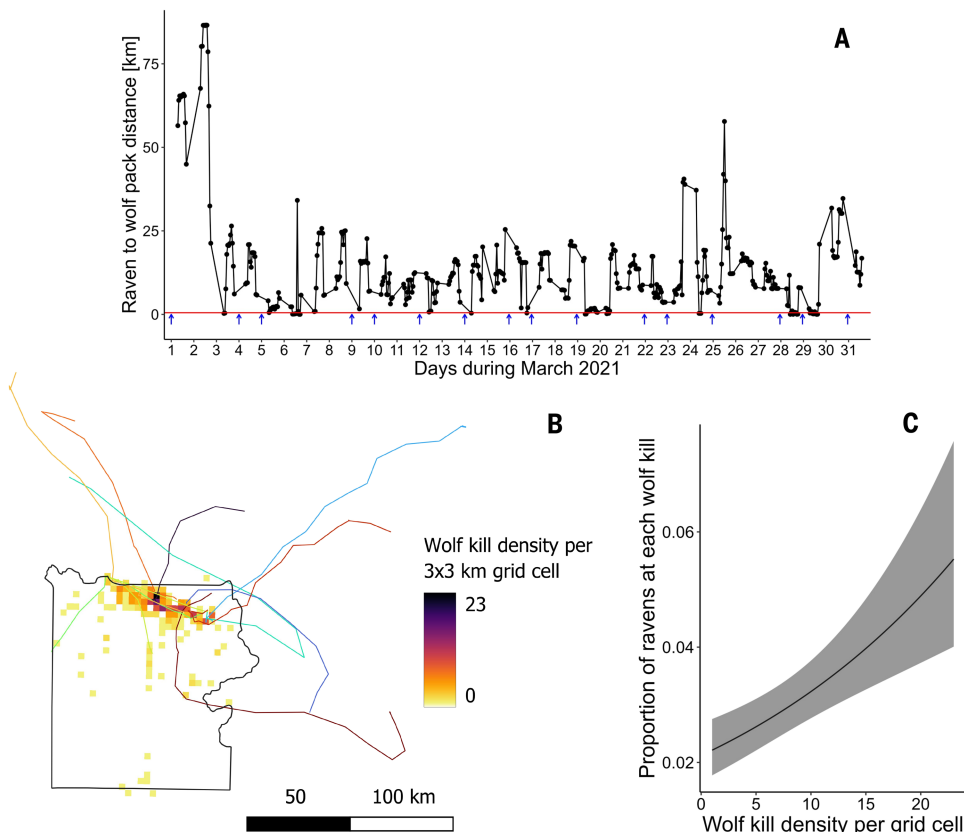 A
Raven to wolf pack distance [km]
75
50
25
0
1 2 3 4 5 6 7 8 9 10 11 12 13 14 15 16 17 18 19 20 21 22 23 24 25 26 27 28 29 30 31
Days during March 2021
B
Wolf kill density per
3x3 km grid cell
23
0
50 100 km
C
Proportion of ravens at each wolf kill
0.06
0.04
0.02
0 5 10 15 20
Wolf kill density per grid cell